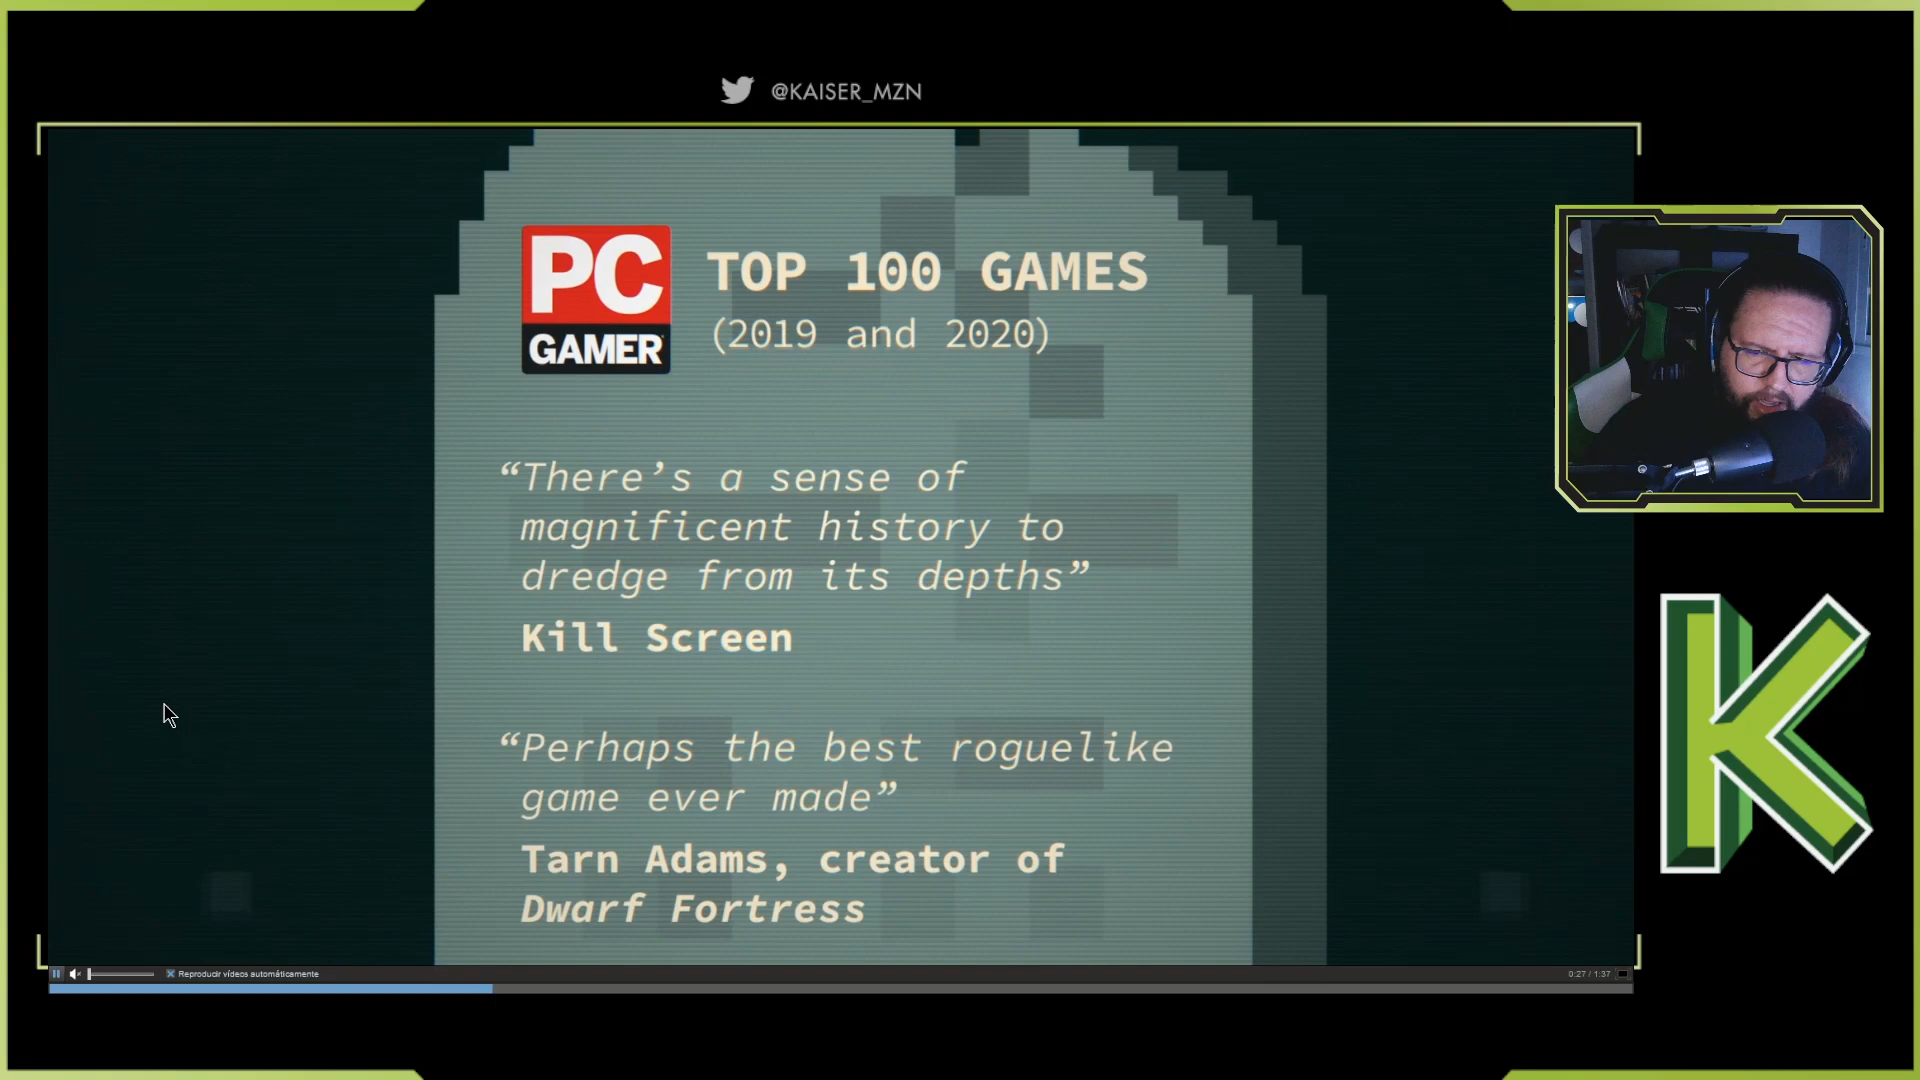 @KAISER_MZN
PC
GAMER
TOP 100 GAMES
(2019 and 2020)
“There’s a sense of
magnificent history to
dredge from its depths”
Kill Screen
“Perhaps the best roguelike
game ever made”
Tarn Adams, creator of
Dwarf Fortress
K
Reproducir vídeos automáticamente
0:27 / 1:37